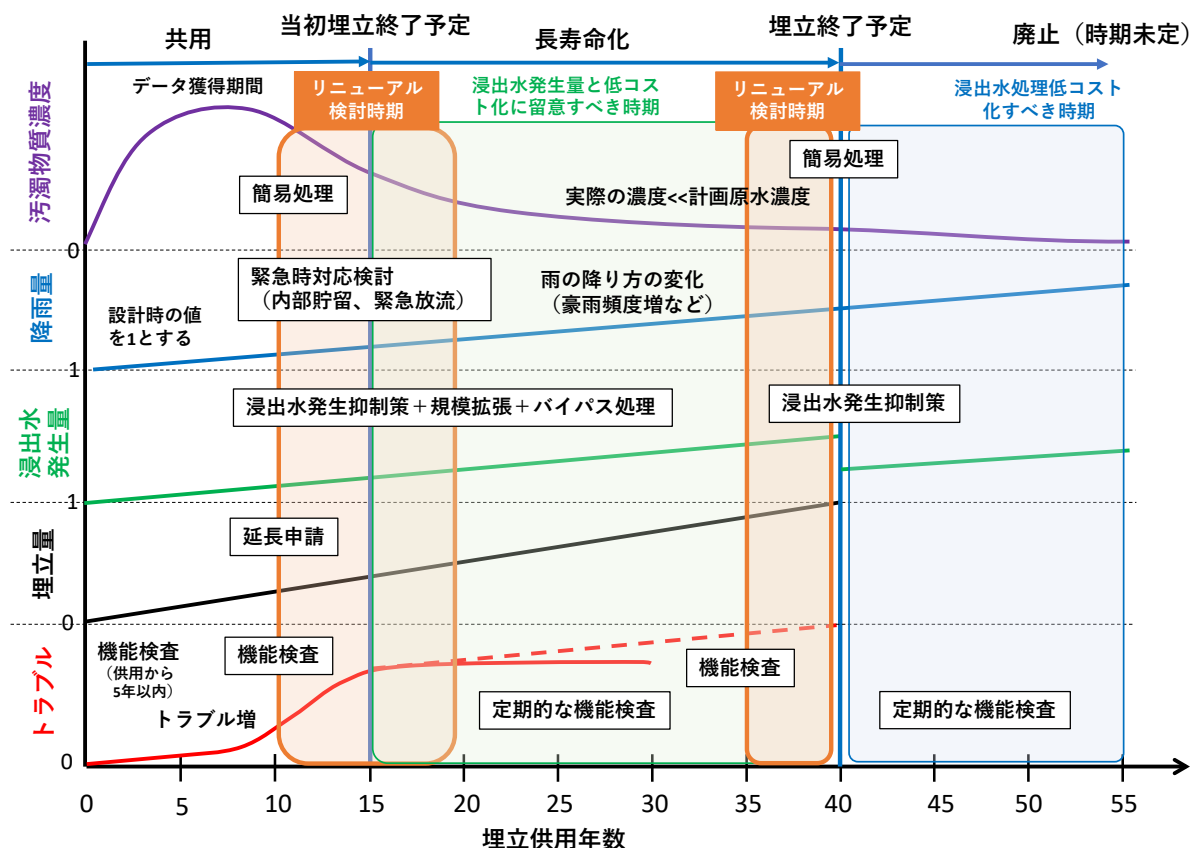 共用
当初埋立終了予定
長寿命化
埋立終了予定
廃止（時期未定）
データ獲得期間
リニューアル
検討時期
浸出水発生量と低コス
ト化に留意すべき時期
リニューアル
検討時期
浸出水処理低コスト
化すべき時期
汚濁物質濃度
簡易処理
簡易処理
実際の濃度<<計画原水濃度
0
降雨量
緊急時対応検討
（内部貯留、緊急放流）
雨の降り方の変化
（豪雨頻度増など）
設計時の値
を1とする
1
浸出水
発生量
浸出水発生抑制策＋規模拡張＋バイパス処理
浸出水発生抑制策
1
埋立量
延長申請
0
トラブル
機能検査
（供用から
5年以内）
機能検査
機能検査
トラブル増
定期的な機能検査
定期的な機能検査
0
0 5 10 15 20 25 30 35 40 45 50 55
埋立供用年数